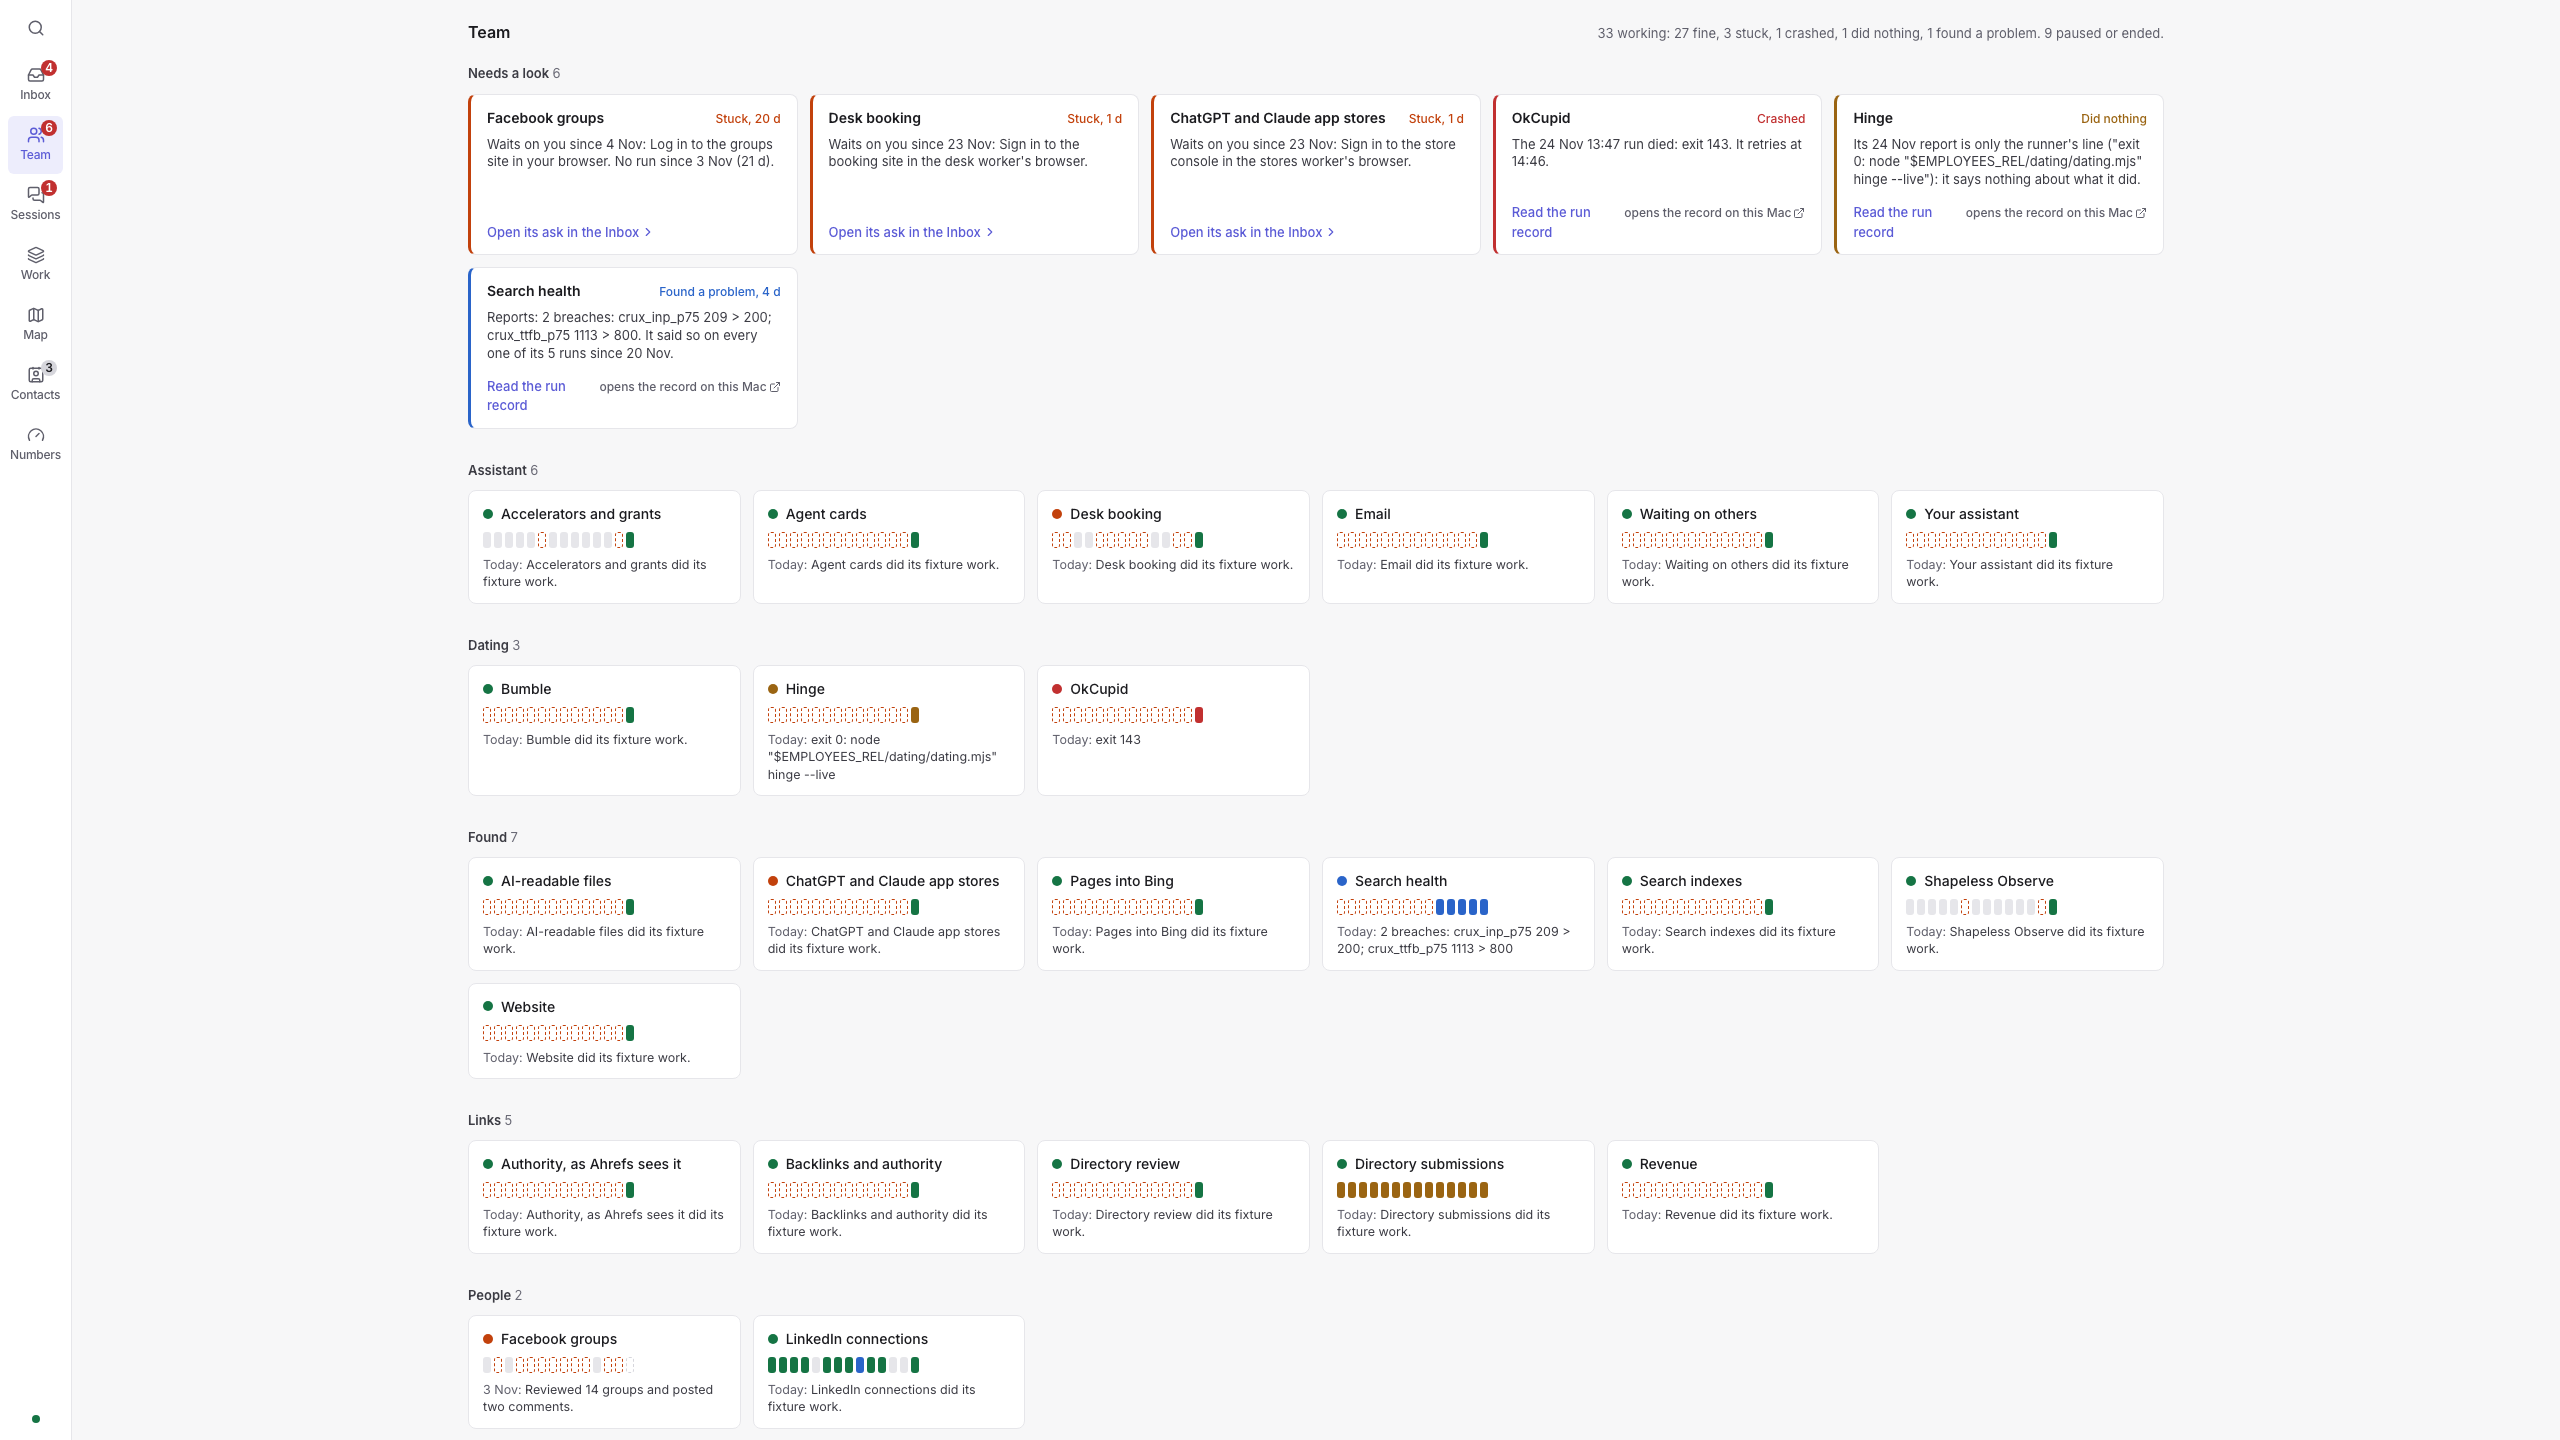 4
Inbox
6
Team
1
Sessions
Work
Map
3
Contacts
Numbers
Team
33 working: 27 fine, 3 stuck, 1 crashed, 1 did nothing, 1 found a problem. 9 paused or ended.
Needs a look 6
Facebook groups
Stuck, 20 d
Waits on you since 4 Nov: Log in to the groups
site in your browser. No run since 3 Nov (21 d).
Open its ask in the Inbox
Desk booking
Stuck, 1 d
Waits on you since 23 Nov: Sign in to the
booking site in the desk worker's browser.
Open its ask in the Inbox
ChatGPT and Claude app stores
Stuck, 1 d
Waits on you since 23 Nov: Sign in to the store
console in the stores worker's browser.
Open its ask in the Inbox
OkCupid
Crashed
The 24 Nov 13:47 run died: exit 143. It retries at
14:46.
Read the run
record
opens the record on this Mac
Hinge
Did nothing
Its 24 Nov report is only the runner's line ("exit
0: node "$EMPLOYEES_REL/dating/dating.mjs"
hinge --live"): it says nothing about what it did.
Read the run
record
opens the record on this Mac
Search health
Found a problem, 4 d
Reports: 2 breaches: crux_inp_p75 209 > 200;
crux_ttfb_p75 1113 > 800. It said so on every
one of its 5 runs since 20 Nov.
Read the run
record
opens the record on this Mac
Assistant 6
Accelerators and grants
Today: Accelerators and grants did its
fixture work.
Agent cards
Today: Agent cards did its fixture work.
Desk booking
Today: Desk booking did its fixture work.
Email
Today: Email did its fixture work.
Waiting on others
Today: Waiting on others did its fixture
work.
Your assistant
Today: Your assistant did its fixture
work.
Dating 3
Bumble
Today: Bumble did its fixture work.
Hinge
Today: exit 0: node
"$EMPLOYEES_REL/dating/dating.mjs"
hinge --live
OkCupid
Today: exit 143
Found 7
AI-readable files
Today: AI-readable files did its fixture
work.
ChatGPT and Claude app stores
Today: ChatGPT and Claude app stores
did its fixture work.
Pages into Bing
Today: Pages into Bing did its fixture
work.
Search health
Today: 2 breaches: crux_inp_p75 209 >
200; crux_ttfb_p75 1113 > 800
Search indexes
Today: Search indexes did its fixture
work.
Shapeless Observe
Today: Shapeless Observe did its fixture
work.
Website
Today: Website did its fixture work.
Links 5
Authority, as Ahrefs sees it
Today: Authority, as Ahrefs sees it did its
fixture work.
Backlinks and authority
Today: Backlinks and authority did its
fixture work.
Directory review
Today: Directory review did its fixture
work.
Directory submissions
Today: Directory submissions did its
fixture work.
Revenue
Today: Revenue did its fixture work.
People 2
Facebook groups
3 Nov: Reviewed 14 groups and posted
two comments.
LinkedIn connections
Today: LinkedIn connections did its
fixture work.